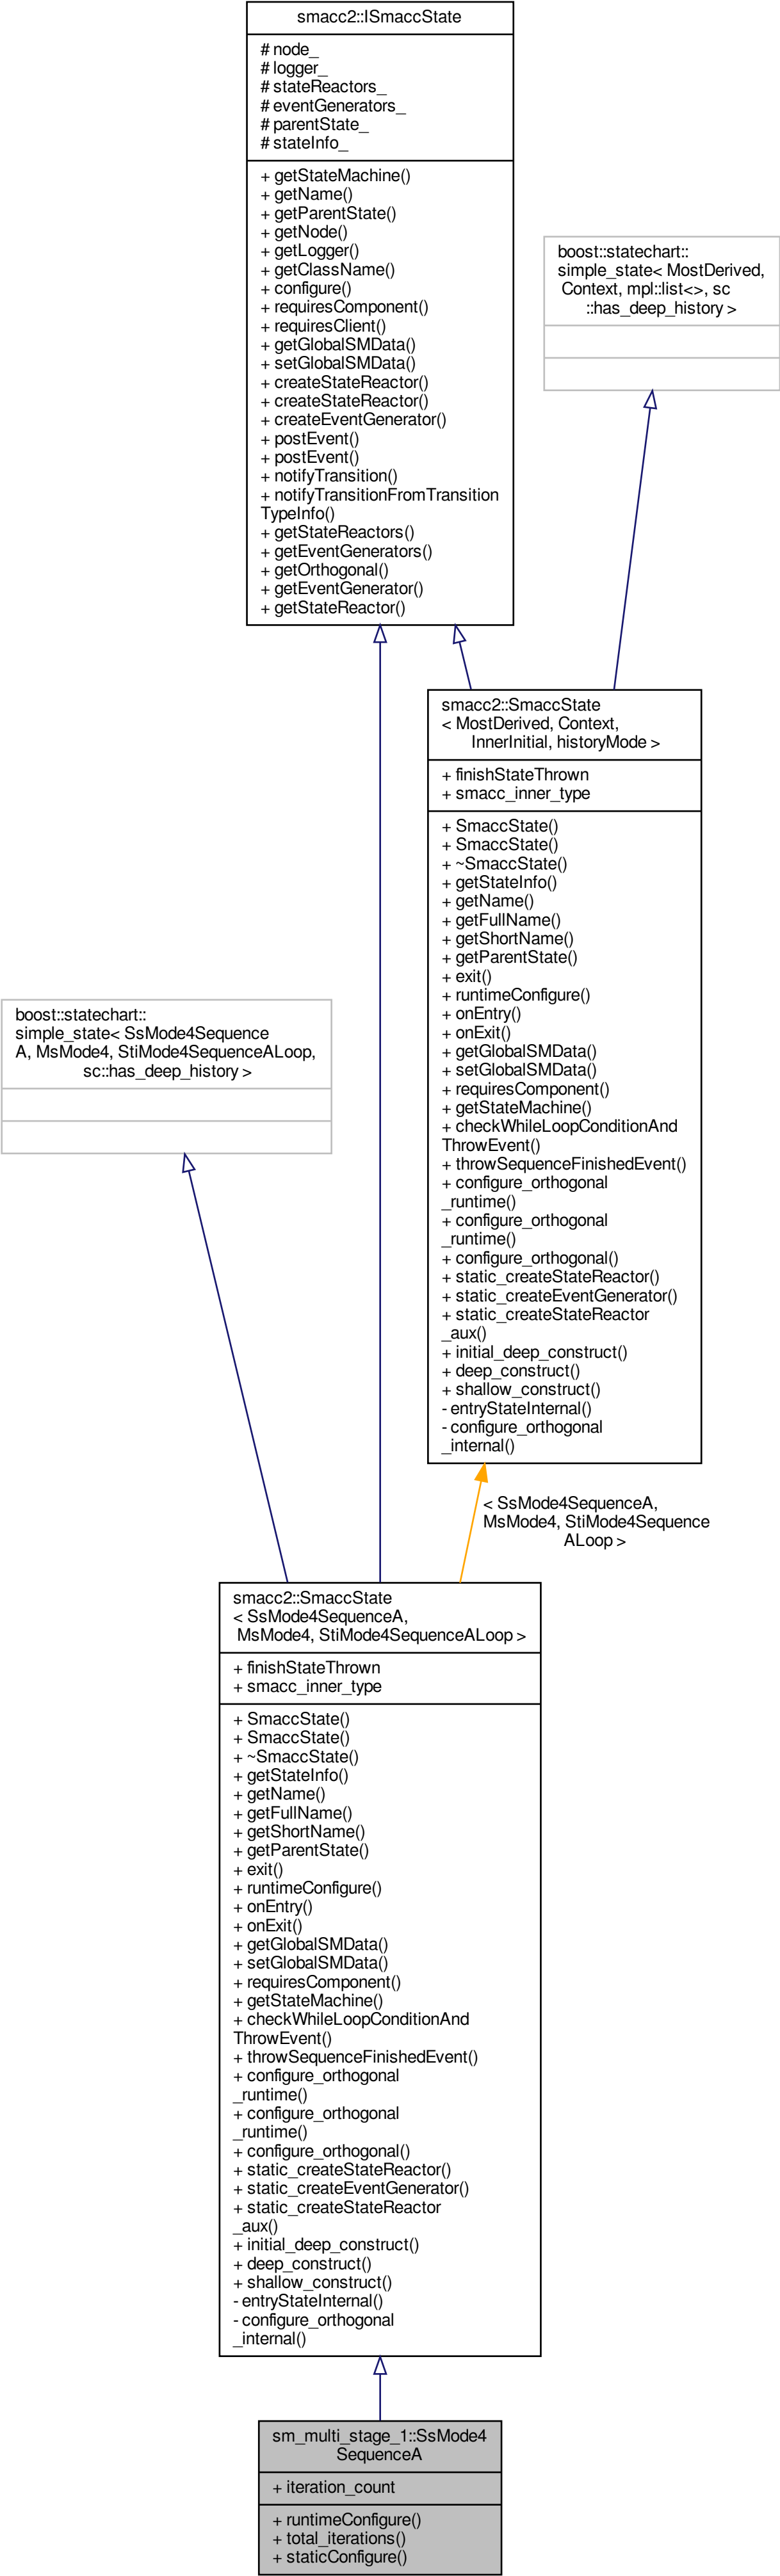 smacc2::ISmaccState
# node_
# logger_
# stateReactors_
# eventGenerators_
# parentState_
# stateInfo_
+ getStateMachine()
+ getName()
+ getParentState()
+ getNode()
+ getLogger()
+ getClassName()
+ configure()
+ requiresComponent()
+ requiresClient()
+ getGlobalSMData()
+ setGlobalSMData()
+ createStateReactor()
+ createStateReactor()
+ createEventGenerator()
+ postEvent()
+ postEvent()
+ notifyTransition()
+ notifyTransitionFromTransition
TypeInfo()
+ getStateReactors()
+ getEventGenerators()
+ getOrthogonal()
+ getEventGenerator()
+ getStateReactor()
boost::statechart::
simple_state< MostDerived,
Context, mpl::list<>, sc
::has_deep_history >
smacc2::SmaccState
< MostDerived, Context,
InnerInitial, historyMode >
+ finishStateThrown
+ smacc_inner_type
+ SmaccState()
+ SmaccState()
+ ~SmaccState()
+ getStateInfo()
+ getName()
+ getFullName()
+ getShortName()
+ getParentState()
+ exit()
+ runtimeConfigure()
+ onEntry()
+ onExit()
+ getGlobalSMData()
+ setGlobalSMData()
+ requiresComponent()
+ getStateMachine()
+ checkWhileLoopConditionAnd
ThrowEvent()
+ throwSequenceFinishedEvent()
+ configure_orthogonal
_runtime()
+ configure_orthogonal
_runtime()
+ configure_orthogonal()
+ static_createStateReactor()
+ static_createEventGenerator()
+ static_createStateReactor
_aux()
+ initial_deep_construct()
+ deep_construct()
+ shallow_construct()
- entryStateInternal()
- configure_orthogonal
_internal()
boost::statechart::
simple_state< SsMode4Sequence
A, MsMode4, StiMode4SequenceALoop,
sc::has_deep_history >
< SsMode4SequenceA,
MsMode4, StiMode4Sequence
ALoop >
smacc2::SmaccState
< SsMode4SequenceA,
MsMode4, StiMode4SequenceALoop >
+ finishStateThrown
+ smacc_inner_type
+ SmaccState()
+ SmaccState()
+ ~SmaccState()
+ getStateInfo()
+ getName()
+ getFullName()
+ getShortName()
+ getParentState()
+ exit()
+ runtimeConfigure()
+ onEntry()
+ onExit()
+ getGlobalSMData()
+ setGlobalSMData()
+ requiresComponent()
+ getStateMachine()
+ checkWhileLoopConditionAnd
ThrowEvent()
+ throwSequenceFinishedEvent()
+ configure_orthogonal
_runtime()
+ configure_orthogonal
_runtime()
+ configure_orthogonal()
+ static_createStateReactor()
+ static_createEventGenerator()
+ static_createStateReactor
_aux()
+ initial_deep_construct()
+ deep_construct()
+ shallow_construct()
- entryStateInternal()
- configure_orthogonal
_internal()
sm_multi_stage_1::SsMode4
SequenceA
+ iteration_count
+ runtimeConfigure()
+ total_iterations()
+ staticConfigure()